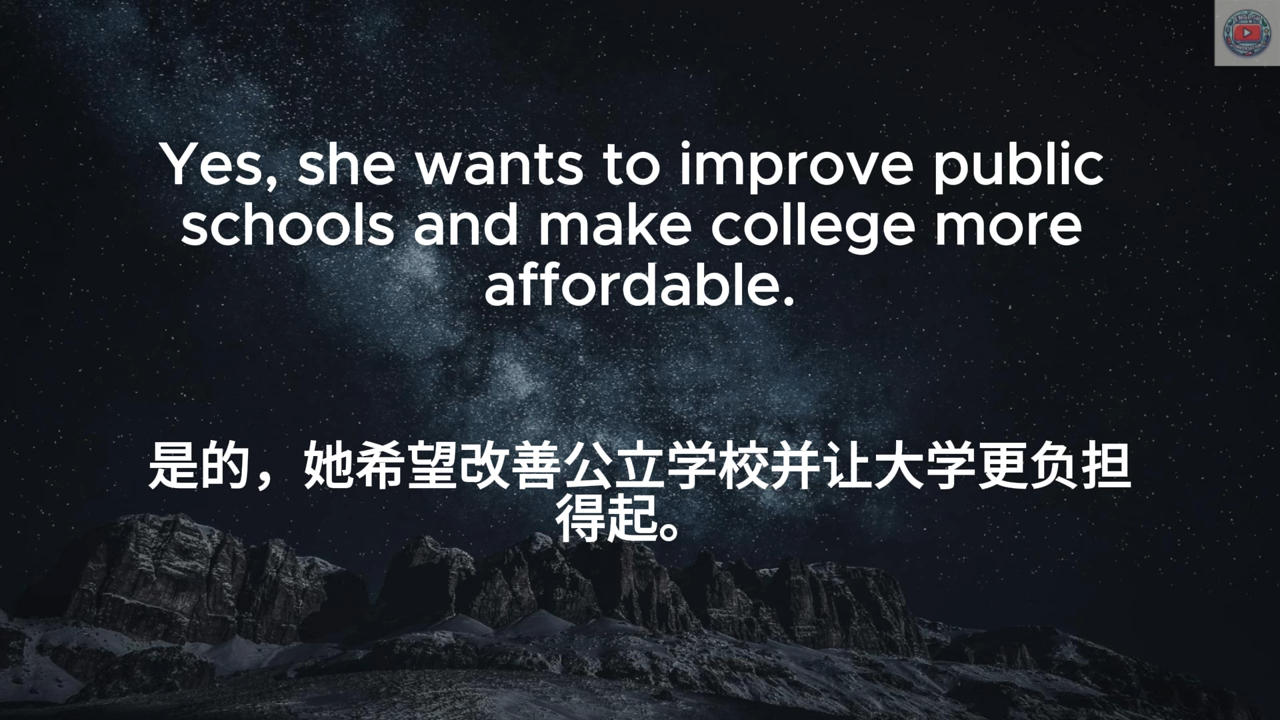 Yes, she wants to improve public
schools and make college more
affordable.
是的，她希望改善公立学校并让大学更负担
得起。